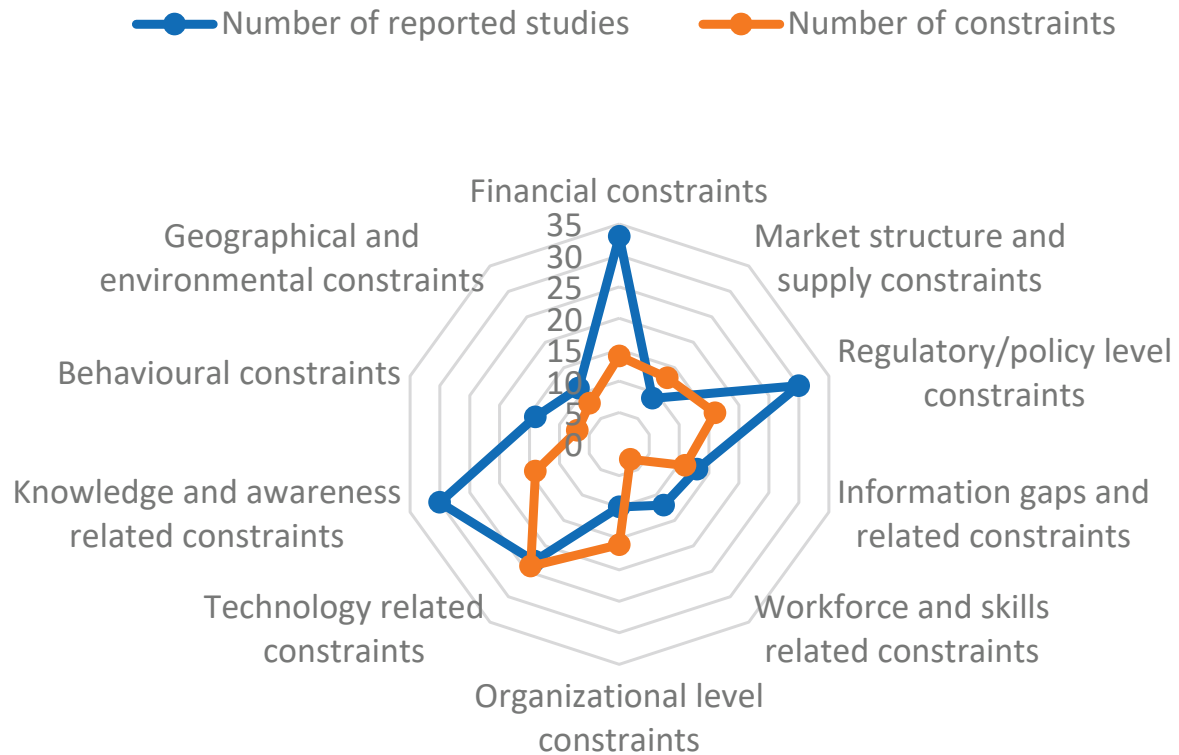 Number of reported studies
Number of constraints
Financial constraints
Market structure and
supply constraints
Regulatory/policy level
constraints
Information gaps and
related constraints
Workforce and skills
related constraints
Organizational level
constraints
Technology related
constraints
Knowledge and awareness
related constraints
Behavioural constraints
Geographical and
environmental constraints
35
30
25
20
15
10
5
0